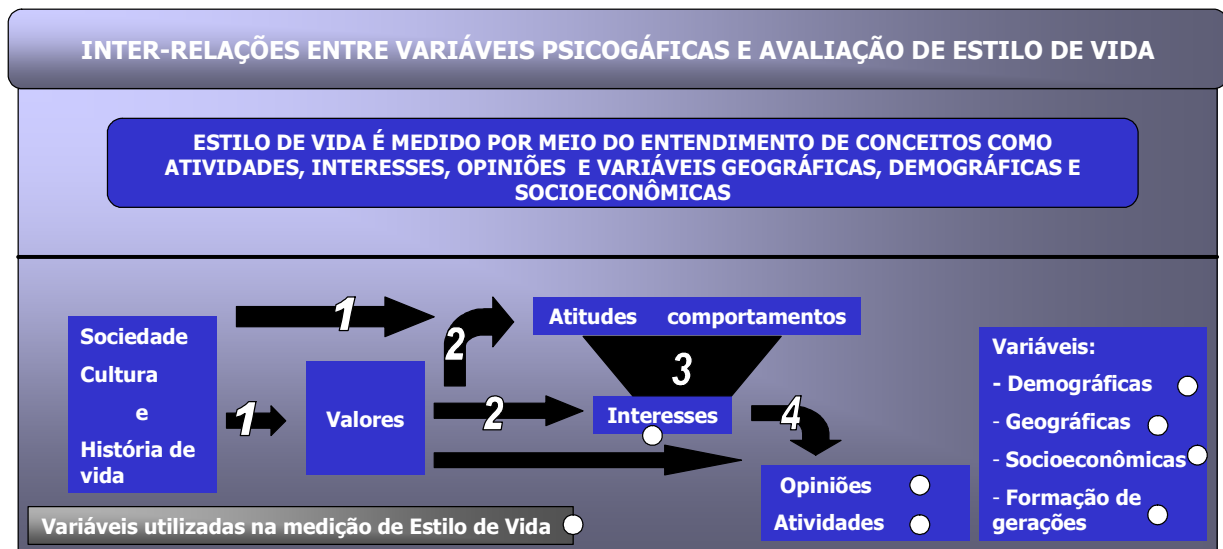 INTER-RELAÇÕES ENTRE VARIÁVEIS PSICOGÁFICAS E AVALIAÇÃO DE ESTILO DE VIDA
ESTILO DE VIDA É MEDIDO POR MEIO DO ENTENDIMENTO DE CONCEITOS COMO
ATIVIDADES, INTERESSES, OPINIÕES E VARIÁVEIS GEOGRÁFICAS, DEMOGRÁFICAS E
SOCIOECONÔMICAS
1
Sociedade
Cultura
e
História de
vida
1
Valores
2
2
Atitudes comportamentos
3
Interesses
4
Opiniões
Atividades
Variáveis:
- Demográficas
- Geográficas
- Socioeconômicas
- Formação de
gerações
Variáveis utilizadas na medição de Estilo de Vida